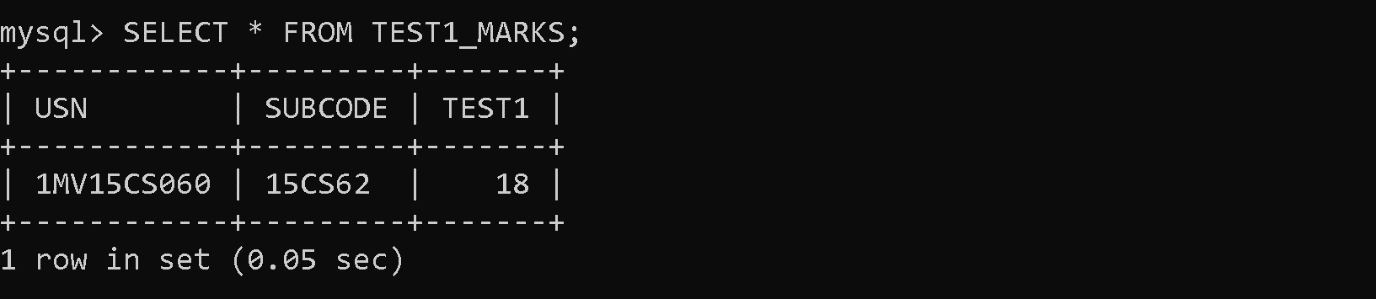 mysql> SELECT * FROM TEST1_MARKS;
+------------+---------+-------+
| USN        | SUBCODE | TEST1 |
+------------+---------+-------+
| 1MV15CS060 | 15CS62  |    18 |
+------------+---------+-------+
1 row in set (0.05 sec)